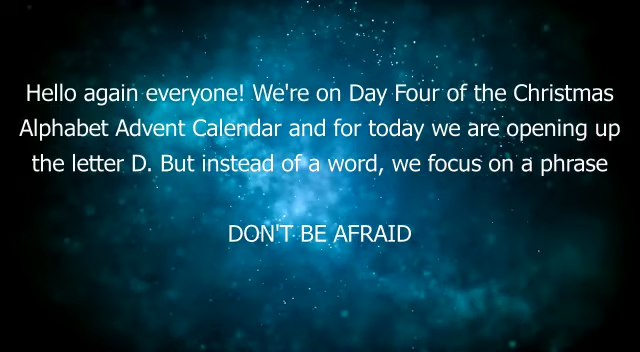 Hello again everyone! We're on Day Four of the Christmas
Alphabet Advent Calendar and for today we are opening up
the letter D. But instead of a word, we focus on a phrase
DON'T BE AFRAID